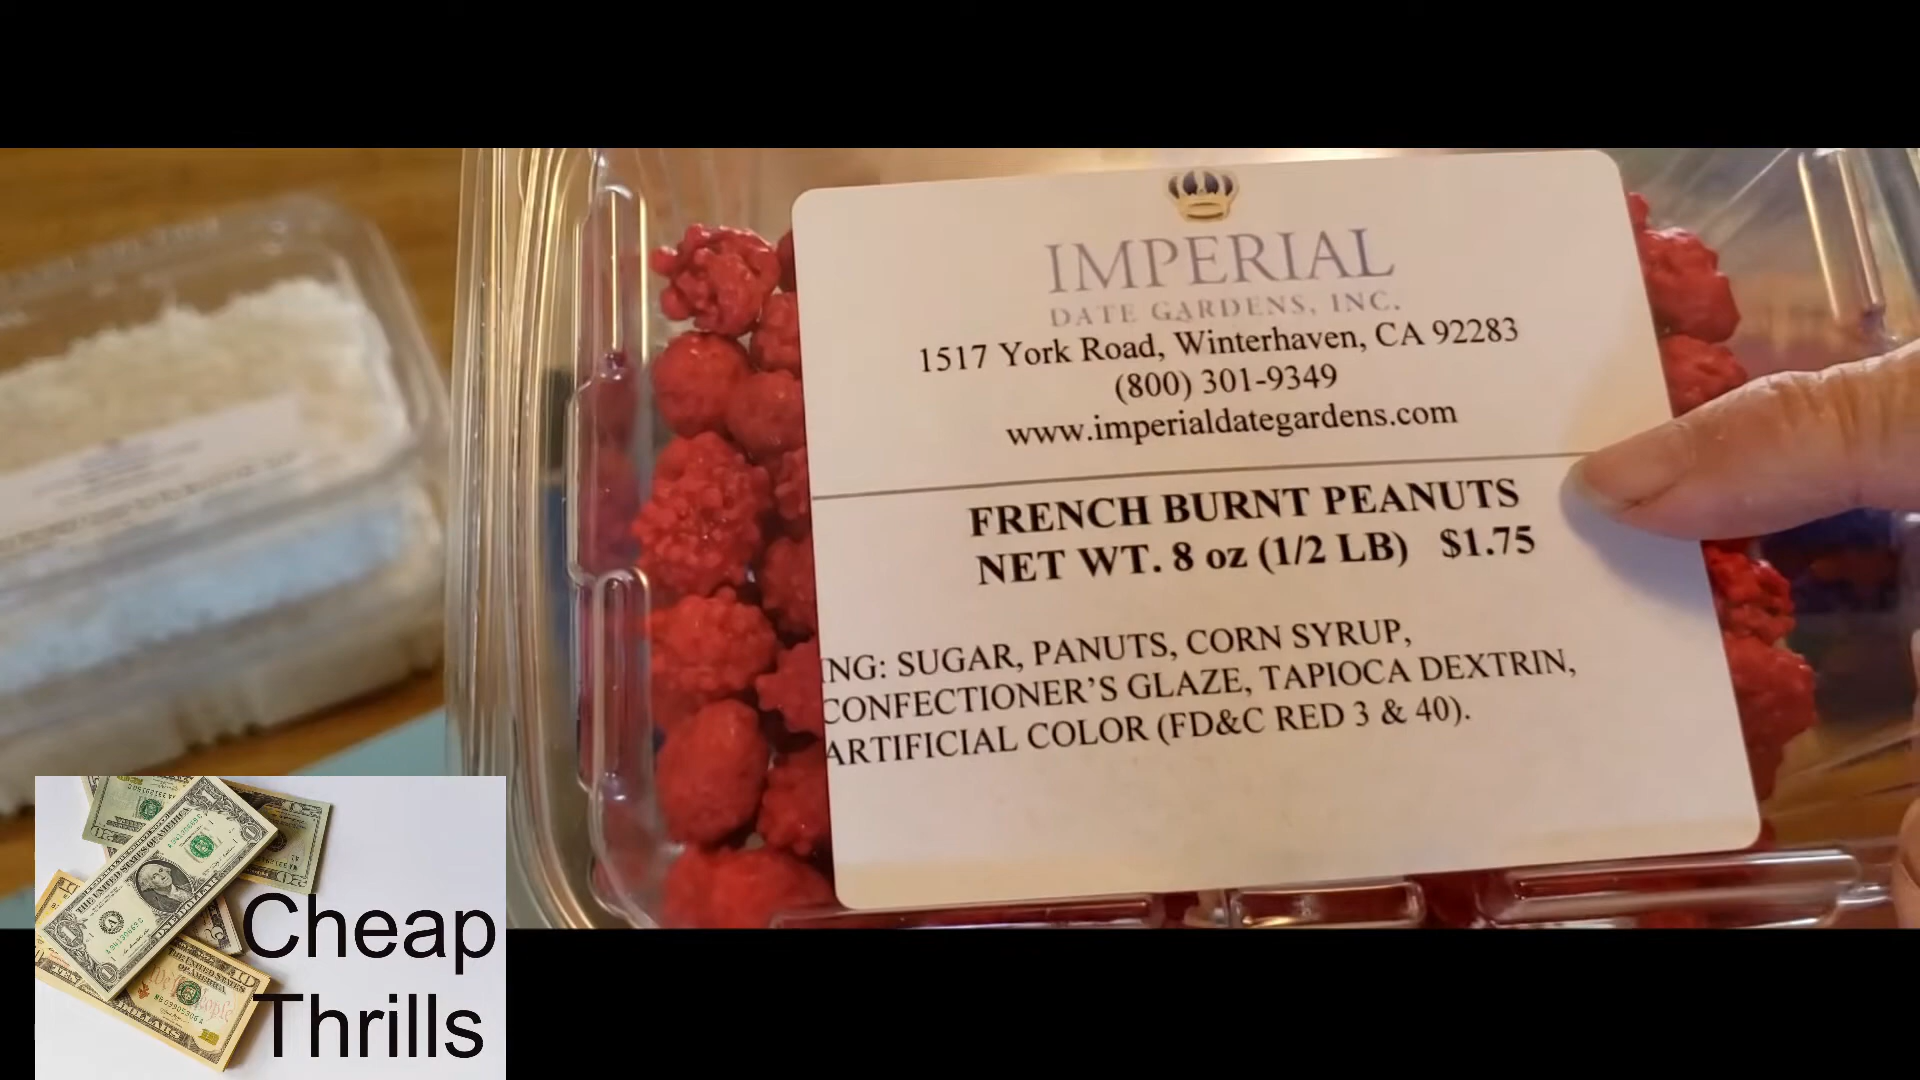 IMPERIAL
DATE GARDENS, INC.
1517 York Road, Winterhaven, CA 92283
(800) 301-9349
www.imperialdategardens.com
FRENCH BURNT PEANUTS
NET WT. 8 oz (1/2 LB) $1.75
ING: SUGAR, PANUTS, CORN SYRUP,
CONFECTIONER'S GLAZE, TAPIOCA DEXTRIN,
ARTIFICIAL COLOR (FD&C RED 3 & 40).
Cheap
Thrills